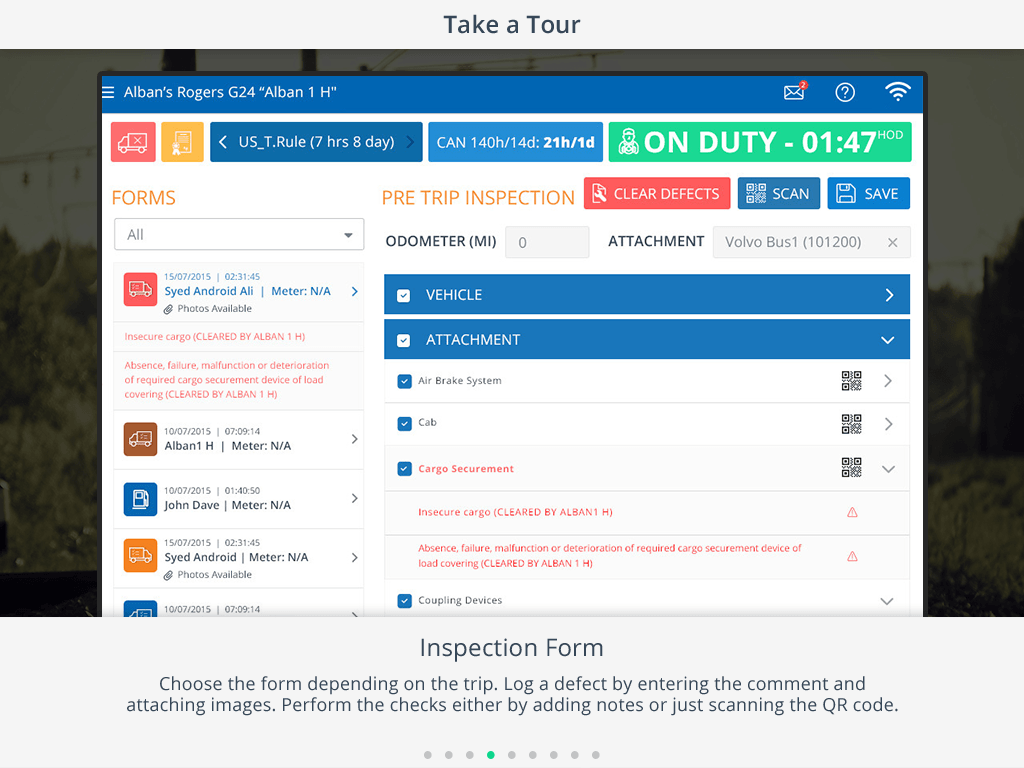 Take a Tour
Alban’s Rogers G24 “Alban 1 H"
2
?
US_T.Rule (7 hrs 8 day)
CAN 140h/14d: 21h/1d
ON DUTY - 01:47 HOD
FORMS
All
15/07/2015 | 02:31:45
Syed Android Ali | Meter: N/A
Photos Available
Insecure cargo (CLEARED BY ALBAN 1 H)
Absence, failure, malfunction or deterioration
of required cargo securement device of load
covering (CLEARED BY ALBAN 1 H)
10/07/2015 | 07:09:14
Alban1 H | Meter: N/A
10/07/2015 | 01:40:50
John Dave | Meter: N/A
15/07/2015 | 02:31:45
Syed Android | Meter: N/A
Photos Available
10/07/2015 | 07:09:14
PRE TRIP INSPECTION
CLEAR DEFECTS
SCAN
SAVE
ODOMETER (MI)
0
ATTACHMENT
Volvo Bus1 (101200)
VEHICLE
ATTACHMENT
Air Brake System
Cab
Cargo Securement
Insecure cargo (CLEARED BY ALBAN1 H)
Absence, failure, malfunction or deterioration of required cargo securement device of
load covering (CLEARED BY ALBAN 1 H)
Coupling Devices
Inspection Form
Choose the form depending on the trip. Log a defect by entering the comment and
attaching images. Perform the checks either by adding notes or just scanning the QR code.